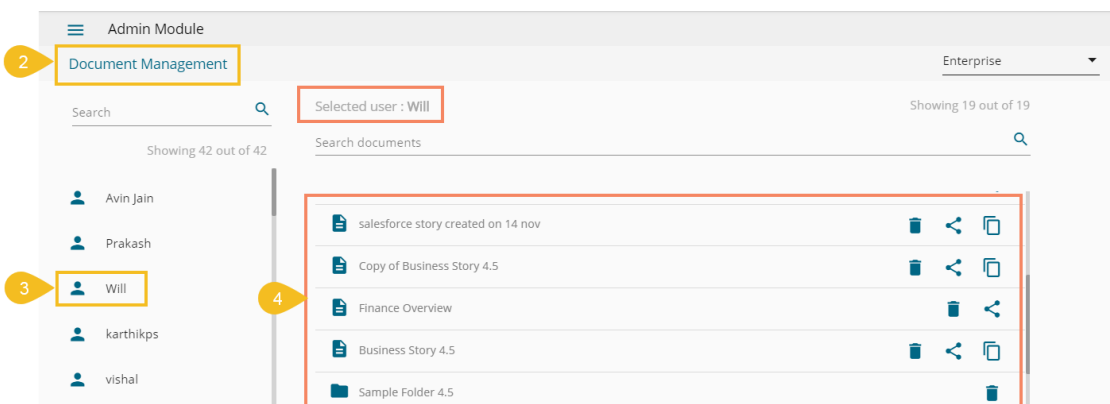 Admin Module
2
Document Management
Enterprise
Search
Selected user : Will
Showing 19 out of 19
Search documents
Showing 42 out of 42
Avin Jain
salesforce story created on 14 nov
Prakash
Copy of Business Story 4.5
3
Will
4
Finance Overview
karthikps
Business Story 4.5
vishal
Sample Folder 4.5